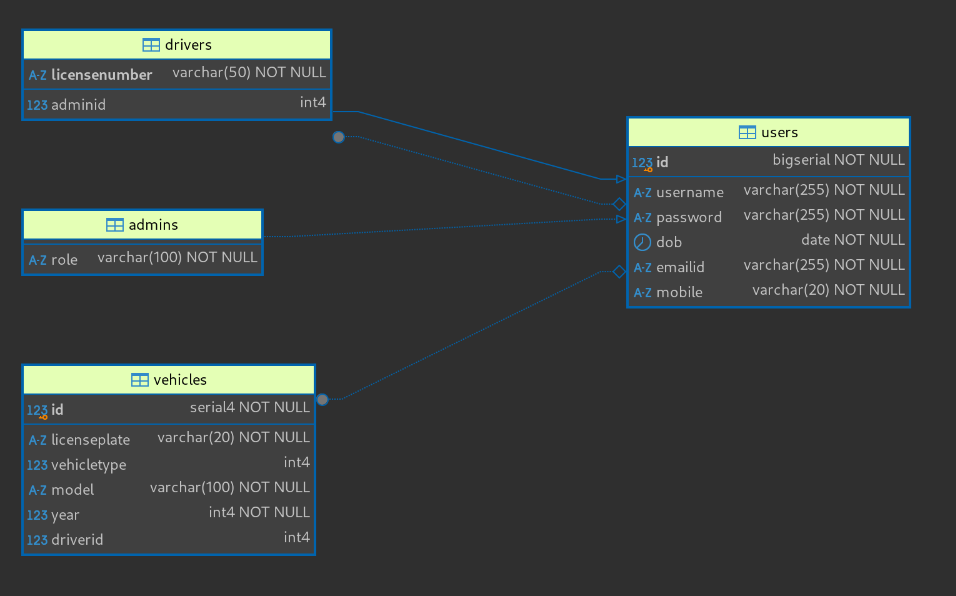 drivers
A-Z licensenumber varchar(50) NOT NULL
123 adminid int4
users
123 id bigserial NOT NULL
A-Z username varchar(255) NOT NULL
A-Z password varchar(255) NOT NULL
dob date NOT NULL
A-Z emailid varchar(255) NOT NULL
A-Z mobile varchar(20) NOT NULL
admins
A-Z role varchar(100) NOT NULL
vehicles
123 id serial4 NOT NULL
A-Z licenseplate varchar(20) NOT NULL
123 vehicletype int4
A-Z model varchar(100) NOT NULL
123 year int4 NOT NULL
123 driverid int4